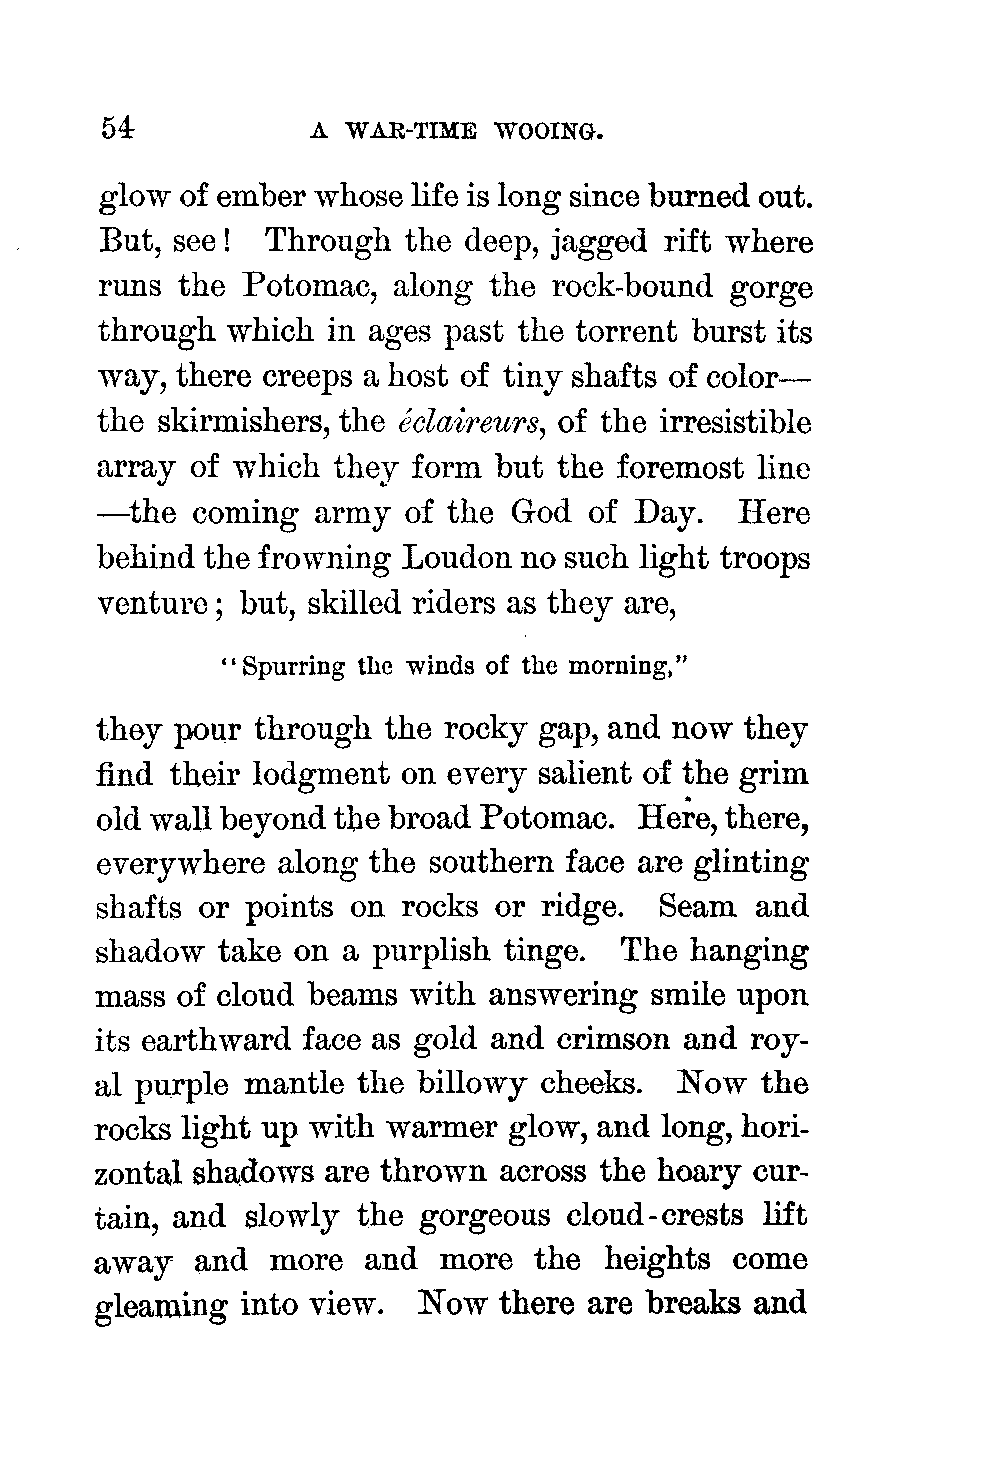 54 A WAR-TIME WOOING.
glow of ember whose life is long since burned out.
But, see! Through the deep, jagged rift where
runs the Potomac, along the rock-bound gorge
through which in ages past the torrent burst its
way, there creeps a host of tiny shafts of color—
the skirmishers, the éclaireurs, of the irresistible
array of which they form but the foremost line
—the coming army of the God of Day. Here
behind the frowning Loudon no such light troops
venture; but, skilled riders as they are,
"Spurring the winds of the morning,"
they pour through the rocky gap, and now they
find their lodgment on every salient of the grim
old wall beyond the broad Potomac. Here, there,
everywhere along the southern face are glinting
shafts or points on rocks or ridge. Seam and
shadow take on a purplish tinge. The hanging
mass of cloud beams with answering smile upon
its earthward face as gold and crimson and roy-
al purple mantle the billowy cheeks. Now the
rocks light up with warmer glow, and long, hori-
zontal shadows are thrown across the hoary cur-
tain, and slowly the gorgeous cloud-crests lift
away and more and more the heights come
gleaming into view. Now there are breaks and